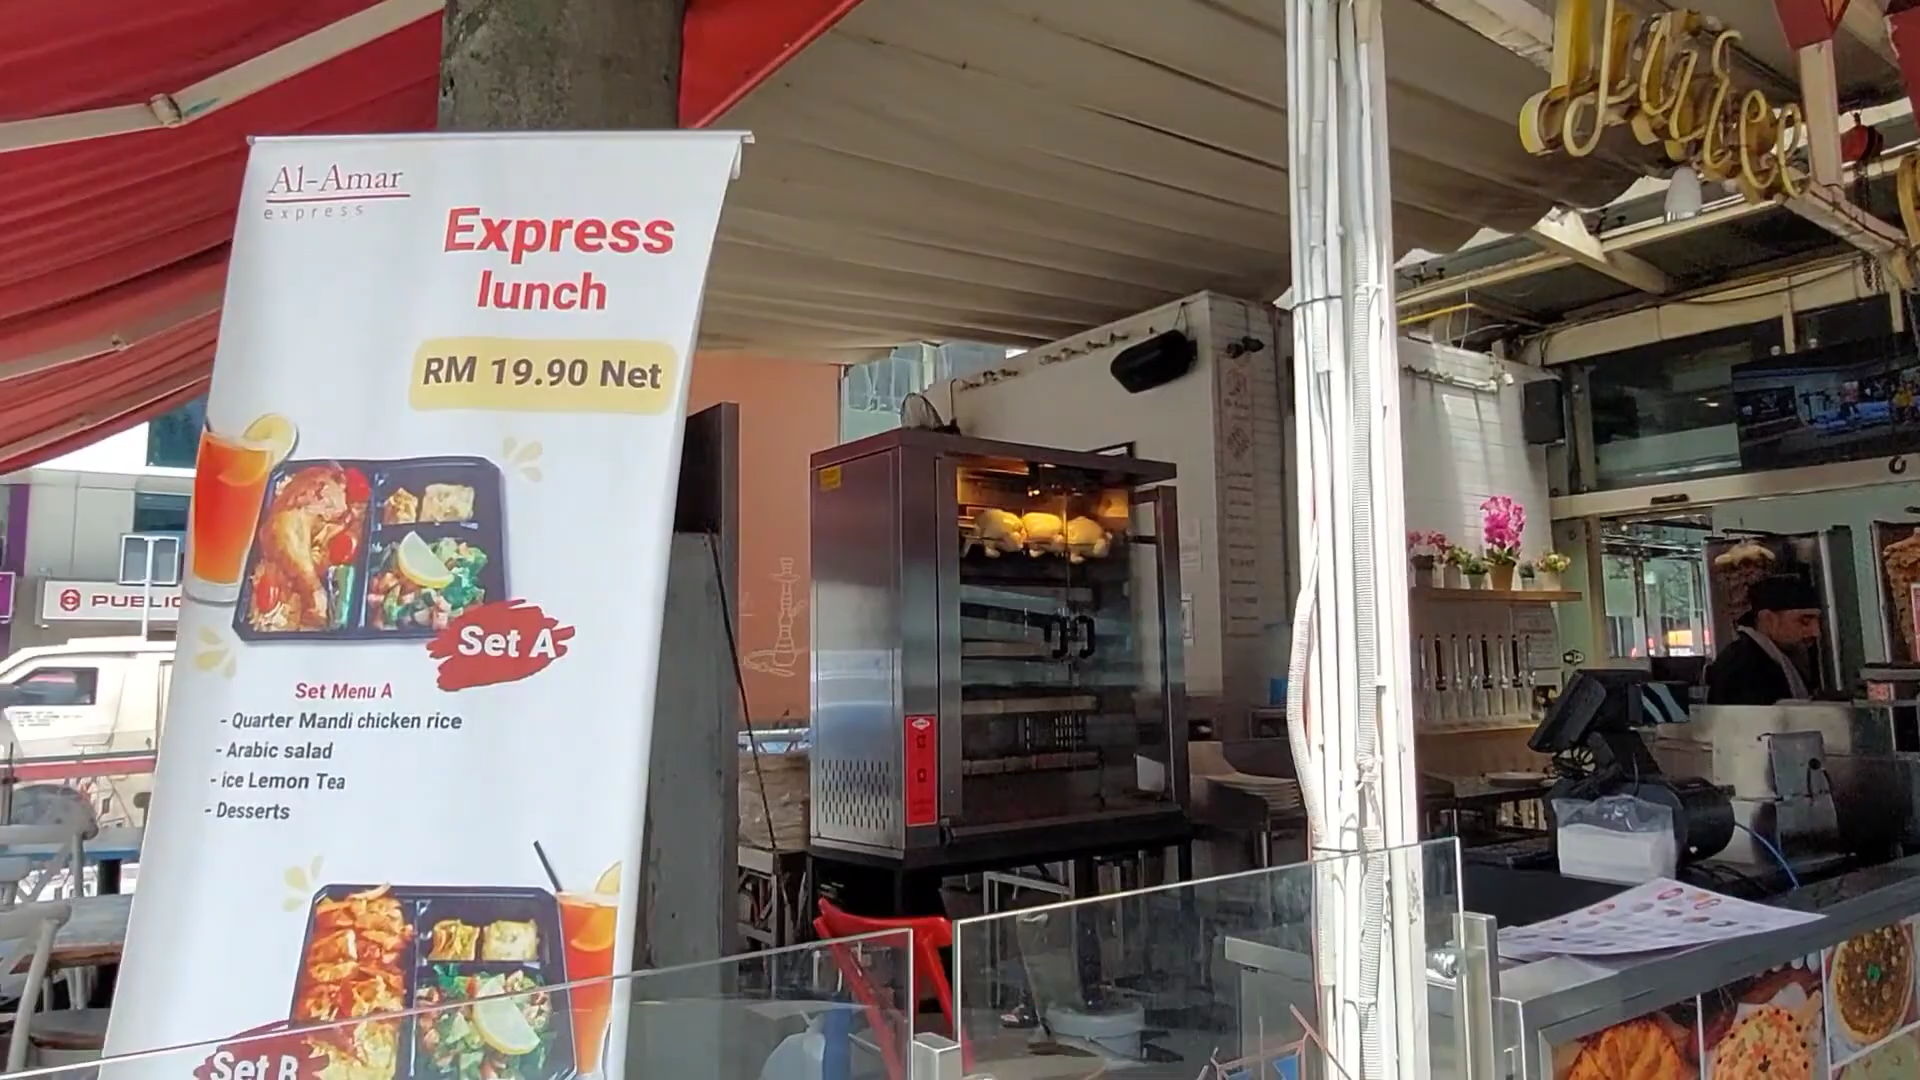 Al-Amar
express
Express
lunch
RM 19.90 Net
Set A
Set Menu A
- Quarter Mandi chicken rice
- Arabic salad
- ice Lemon Tea
- Desserts
Set B
PUBLIC